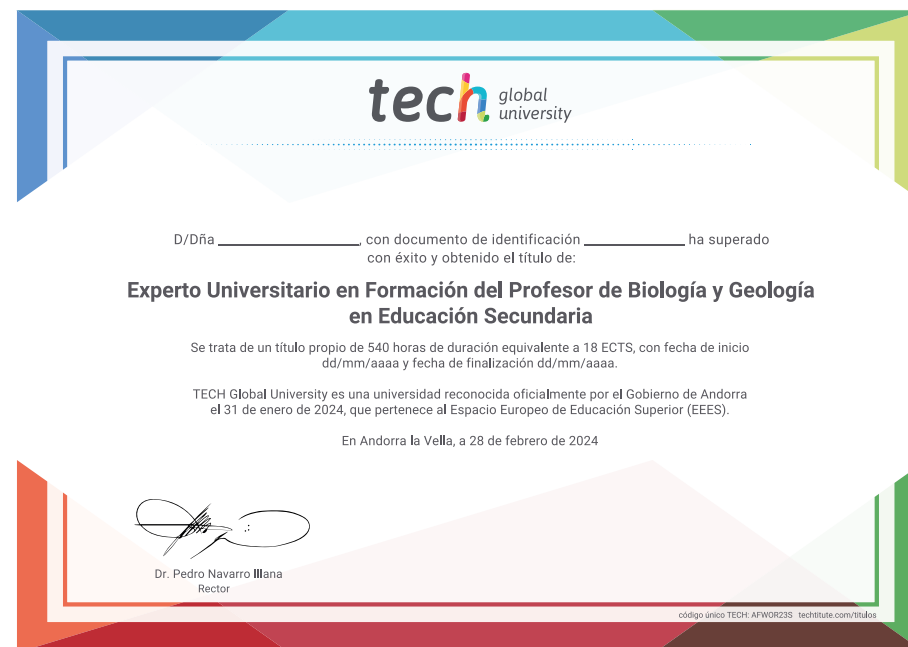 tech global university
D/Dña ____________________, con documento de identificación ______________ ha superado
con éxito y obtenido el título de:
Experto Universitario en Formación del Profesor de Biología y Geología
en Educación Secundaria
Se trata de un título propio de 540 horas de duración equivalente a 18 ECTS, con fecha de inicio
dd/mm/aaaa y fecha de finalización dd/mm/aaaa.
TECH Global University es una universidad reconocida oficialmente por el Gobierno de Andorra
el 31 de enero de 2024, que pertenece al Espacio Europeo de Educación Superior (EEES).
En Andorra la Vella, a 28 de febrero de 2024
Dr. Pedro Navarro Illana
Rector
código único TECH: AFWOR23S techtitute.com/titulos